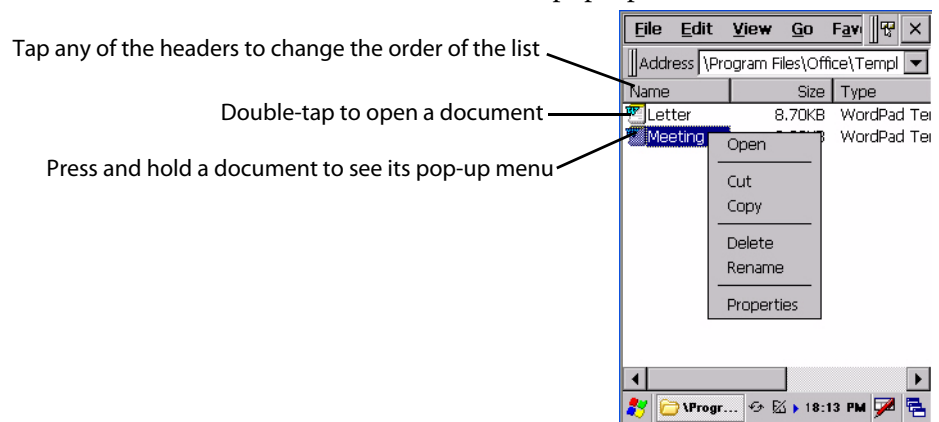 File Edit View Go Fav
Tap any of the headers to change the order of the list
Address \Program Files\Office\Templ
Name Size Type
Double-tap to open a document
Letter 8.70KB WordPad Te
Meeting WordPad Te
Press and hold a document to see its pop-up menu
Open
Cut
Copy
Delete
Rename
Properties
\Progr... 18:13 PM